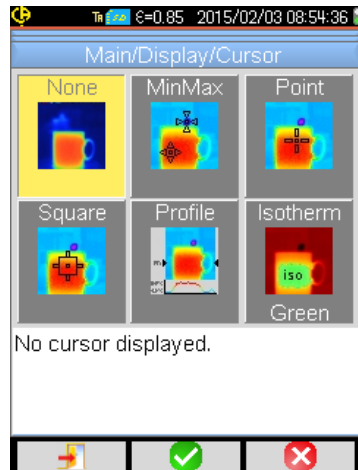 ε=0.85 2015/02/03 08:54:36
Main/Display/Cursor
None MinMax Point
Square Profile Isotherm
iso
Green
No cursor displayed.